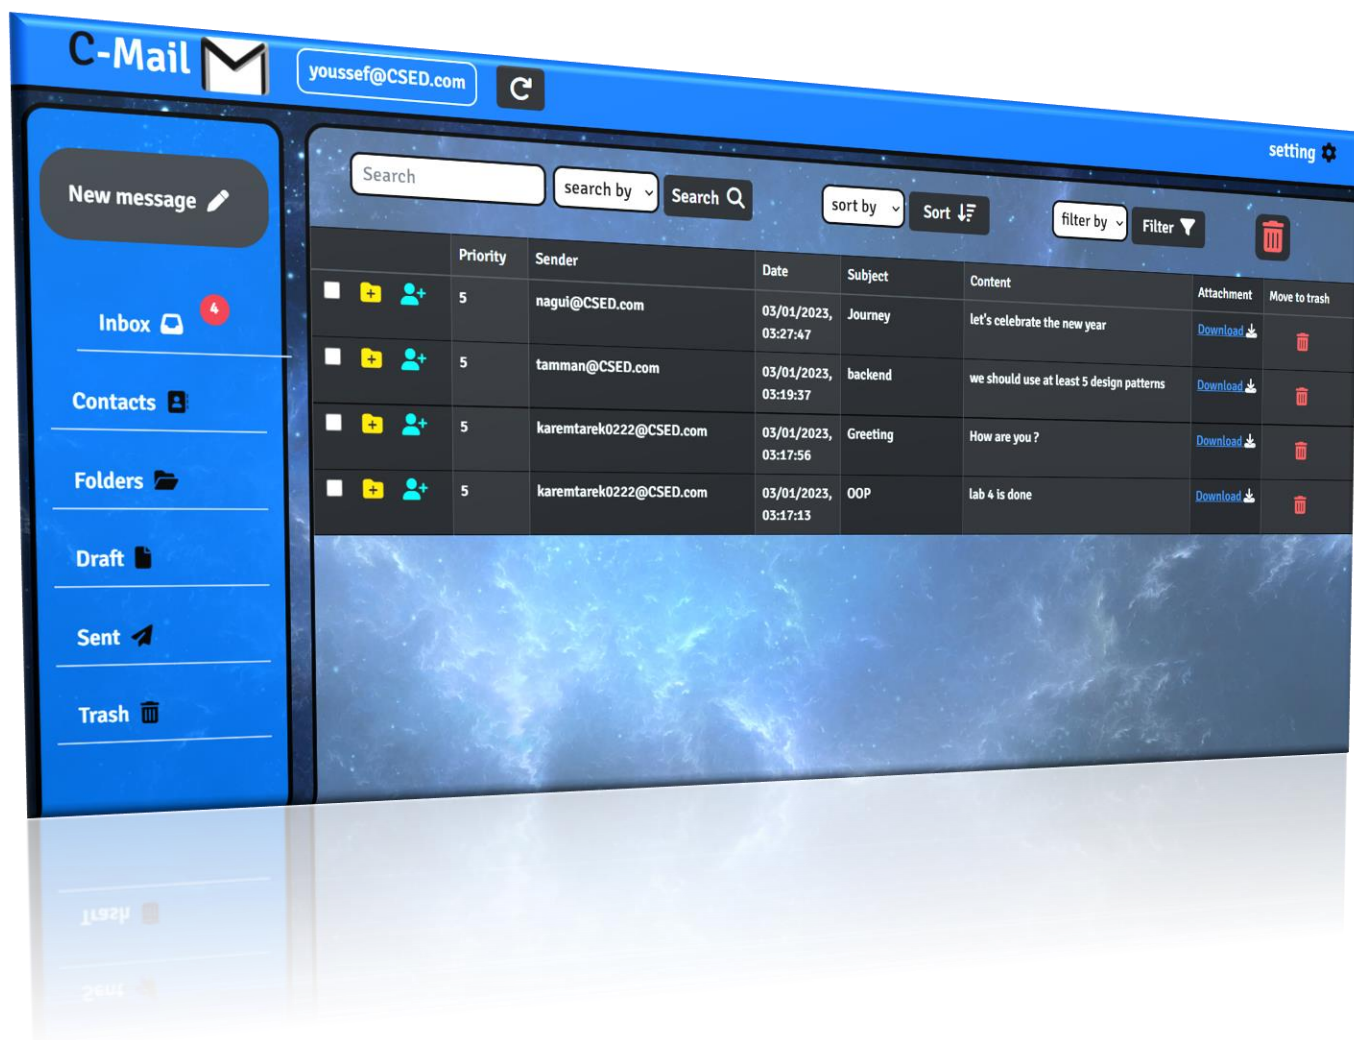 C-Mail
youssef@CSED.com
setting
New message
Inbox 4
Contacts
Folders
Draft
Sent
Trash
Search search by Search sort by Sort filter by Filter
Priority Sender Date Subject Content Attachment Move to trash
5 nagui@CSED.com 03/01/2023, Journey let's celebrate the new year Download
03:27:47
5 tamman@CSED.com 03/01/2023, backend we should use at least 5 design patterns Download
03:19:37
5 karemtarek0222@CSED.com 03/01/2023, Greeting How are you ? Download
03:17:56
5 karemtarek0222@CSED.com 03/01/2023, OOP lab 4 is done Download
03:17:13